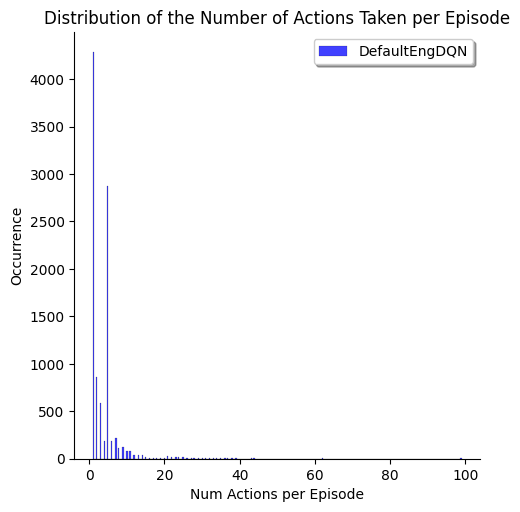 Distribution of the Number of Actions Taken per Episode
DefaultEngDQN
4000
3500
3000
2500
2000
1500
1000
500
0
Occurrence
0 20 40 60 80 100
Num Actions per Episode